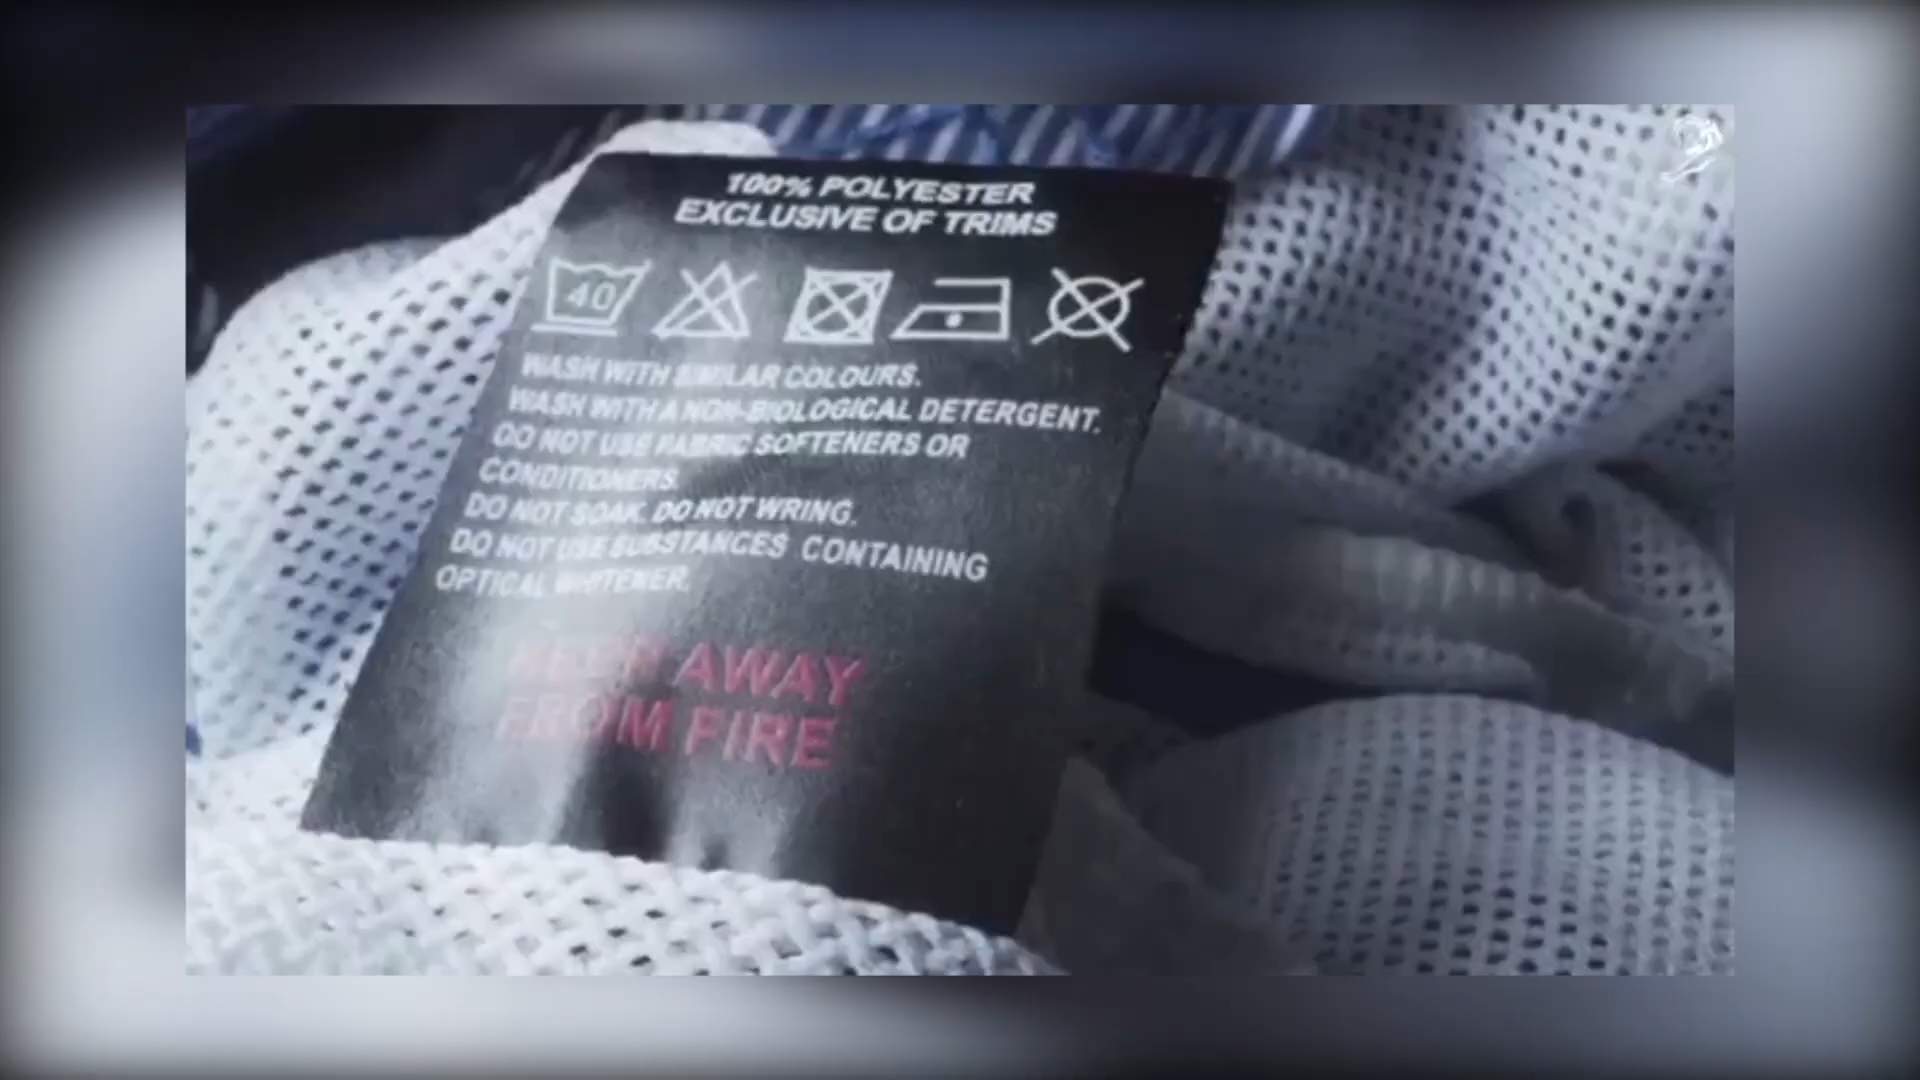 100% POLYESTER
EXCLUSIVE OF TRIMS
40
WASH WITH SIMILAR COLOURS.
WASH WITH A NON-BIOLOGICAL DETERGENT.
DO NOT USE FABRIC SOFTENERS OR
CONDITIONERS.
DO NOT SOAK. DO NOT WRING.
DO NOT USE SUBSTANCES CONTAINING
OPTICAL WHITENER.
KEEP AWAY
FROM FIRE